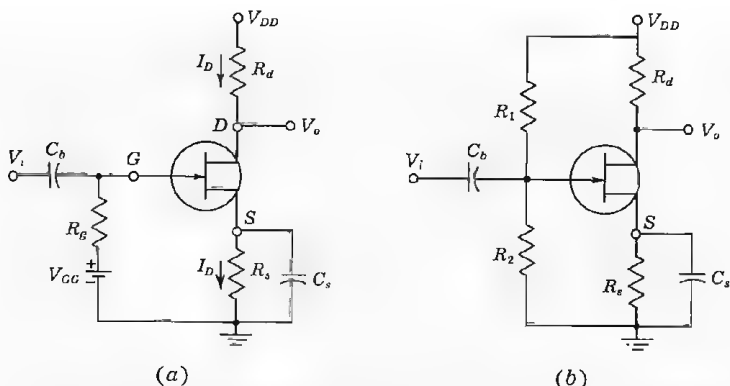 V_DD
I_D
R_d
D
V_o
V_i
C_b
G
R_g
S
V_GG
I_D
R_s
C_s
(a)
V_DD
R_d
R_1
V_o
V_i
C_b
S
R_2
R_s
C_s
(b)